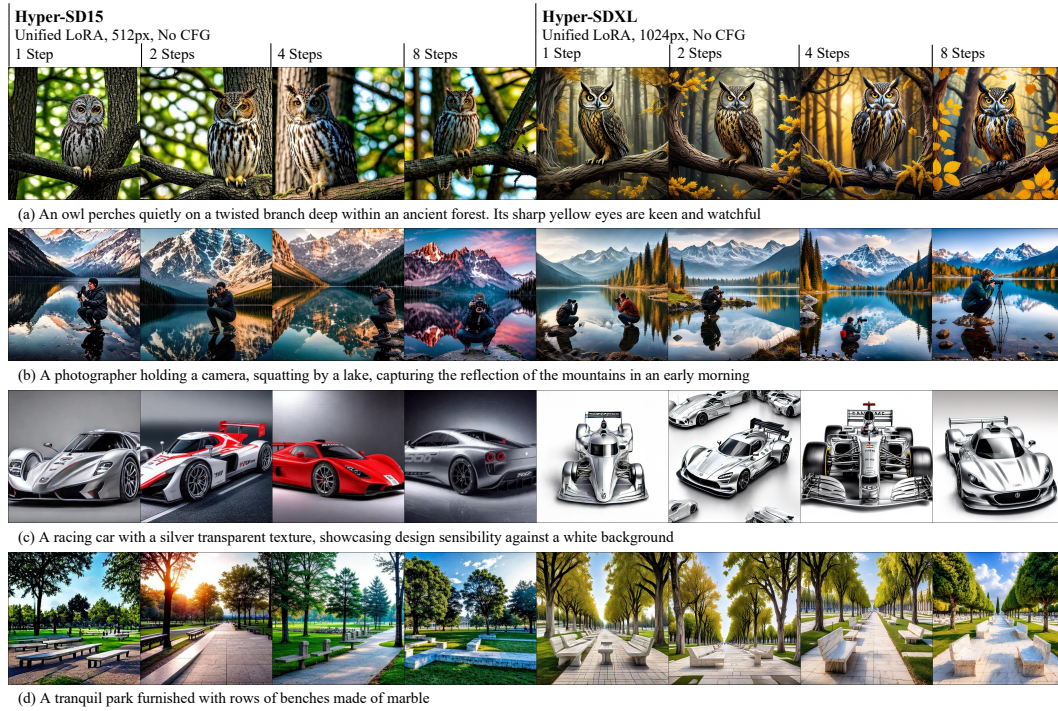 Hyper-SD15
Unified LoRA, 512px, No CFG
1 Step
2 Steps
4 Steps
8 Steps
Hyper-SDXL
Unified LoRA, 1024px, No CFG
1 Step
2 Steps
4 Steps
8 Steps
(a) An owl perches quietly on a twisted branch deep within an ancient forest. Its sharp yellow eyes are keen and watchful
(b) A photographer holding a camera, squatting by a lake, capturing the reflection of the mountains in an early morning
(c) A racing car with a silver transparent texture, showcasing design sensibility against a white background
(d) A tranquil park furnished with rows of benches made of marble